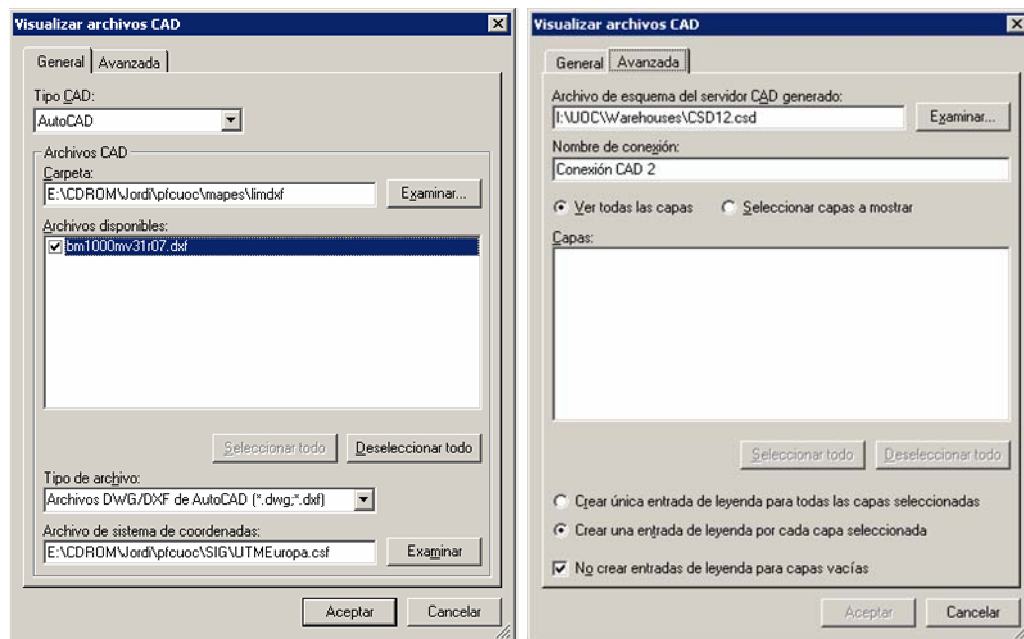 Visualizar archivos CAD
General Avanzada
Tipo CAD:
AutoCAD
Archivos CAD
Carpeta:
E:\CDROM\Jordi\pfcuoc\mapes\limdxf Examinar...
Archivos disponibles:
bm1000mv31r07.dxf
Seleccionar todo Deseleccionar todo
Tipo de archivo:
Archivos DWG/DXF de AutoCAD (*.dwg;*.dxf)
Archivo de sistema de coordenadas:
E:\CDROM\Jordi\pfcuoc\SIG\UTMEuropa.csf Examinar
Aceptar Cancelar
Visualizar archivos CAD
General Avanzada
Archivo de esquema del servidor CAD generado:
I:\UOC\Warehouses\CSD12.csd Examinar...
Nombre de conexión:
Conexión CAD 2
Ver todas las capas Seleccionar capas a mostrar
Capas:
Seleccionar todo Deseleccionar todo
Crear única entrada de leyenda para todas las capas seleccionadas
Crear una entrada de leyenda por cada capa seleccionada
No crear entradas de leyenda para capas vacías
Aceptar Cancelar